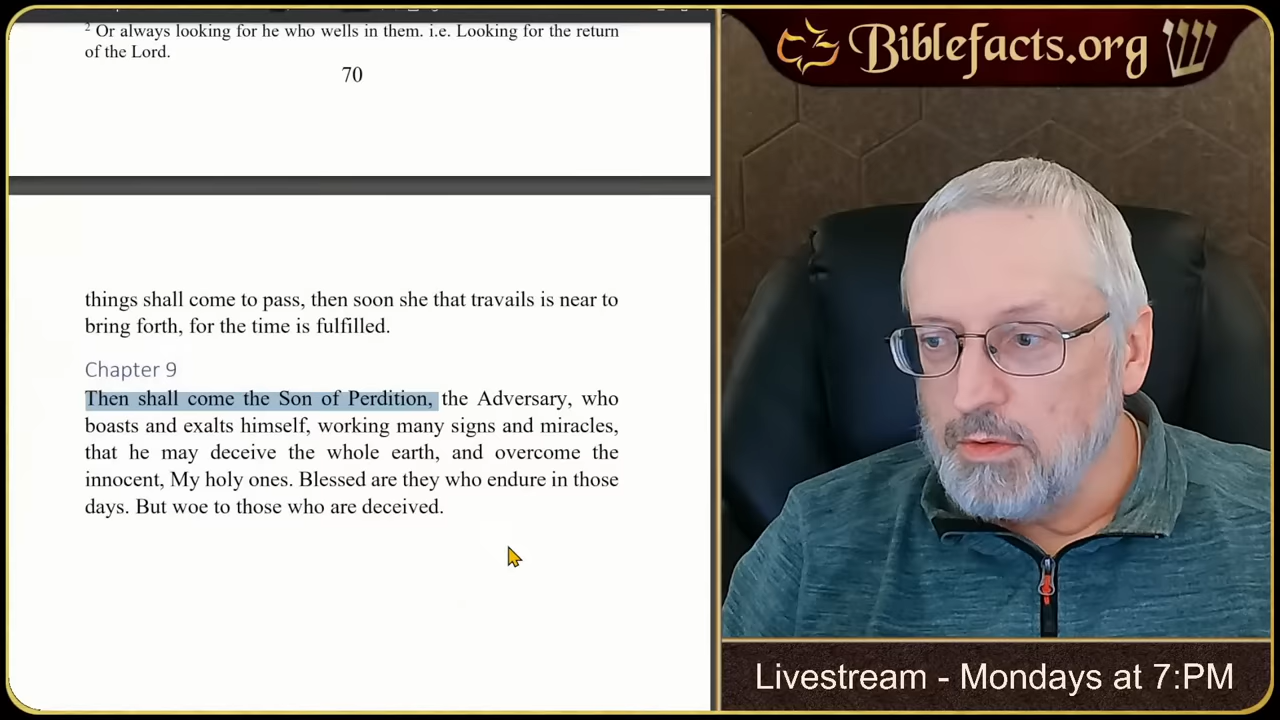 ² Or always looking for he who wells in them. i.e. Looking for the return
of the Lord.
70
things shall come to pass, then soon she that travails is near to
bring forth, for the time is fulfilled.
Chapter 9
Then shall come the Son of Perdition, the Adversary, who
boasts and exalts himself, working many signs and miracles,
that he may deceive the whole earth, and overcome the
innocent, My holy ones. Blessed are they who endure in those
days. But woe to those who are deceived.
Biblefacts.org
Livestream - Mondays at 7:PM